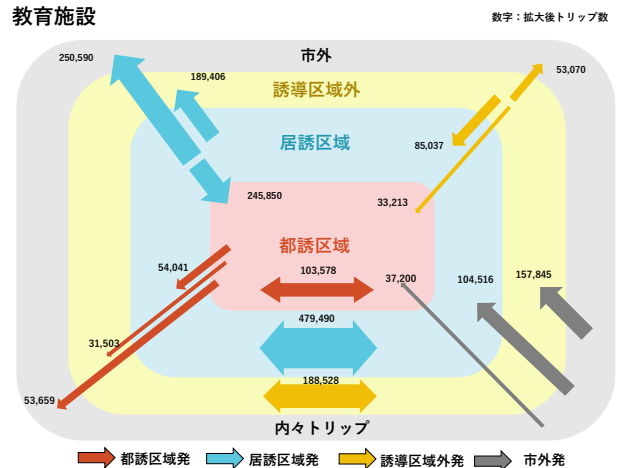 教育施設
数字：拡大後トリップ数
市外
250,590
53,070
189,406
誘導区域外
居誘区域
85,037
245,850
33,213
都誘区域
54,041
103,578
37,200
104,516
157,845
479,490
31,503
188,528
53,659
内々トリップ
都誘区域発
居誘区域発
誘導区域外発
市外発